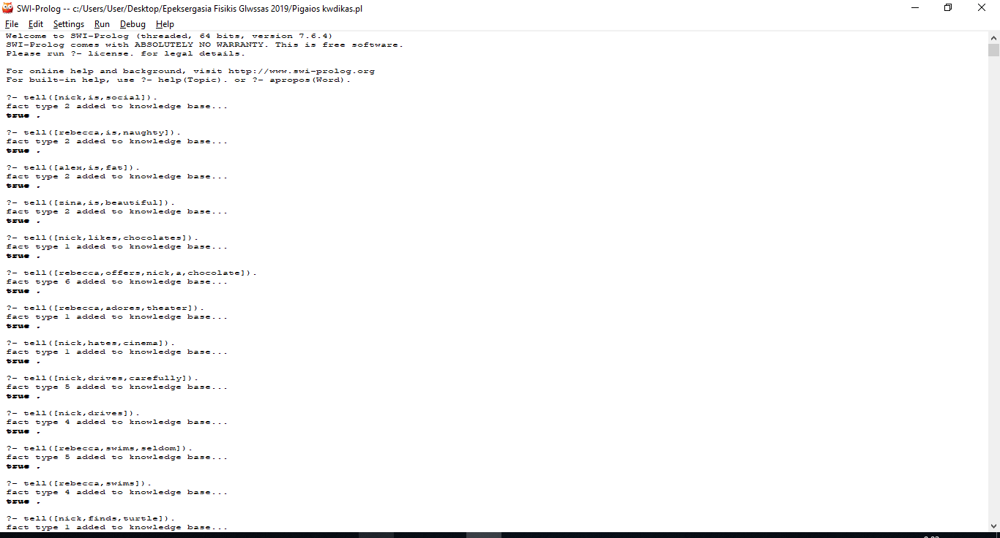 SWI-Prolog -- c:/Users/User/Desktop/Epeksergasia Fisikis Glwssas 2019/Pigaios kwdikas.pl
File Edit Settings Run Debug Help
Welcome to SWI-Prolog (threaded, 64 bits, version 7.6.4)
SWI-Prolog comes with ABSOLUTELY NO WARRANTY. This is free software.
Please run ?- license. for legal details.
For online help and background, visit http://www.swi-prolog.org
For built-in help, use ?- help(Topic). or ?- apropos(Word).
?- tell([nick,is,social]).
fact type 2 added to knowledge base...
true .
?- tell([rebecca,is,naughty]).
fact type 2 added to knowledge base...
true .
?- tell([alex,is,fat]).
fact type 2 added to knowledge base...
true .
?- tell([zina,is,beautiful]).
fact type 2 added to knowledge base...
true .
?- tell([nick,likes,chocolates]).
fact type 1 added to knowledge base...
true .
?- tell([rebecca,offers,nick,a,chocolate]).
fact type 6 added to knowledge base...
true .
?- tell([rebecca,adores,theater]).
fact type 1 added to knowledge base...
true .
?- tell([nick,hates,cinema]).
fact type 1 added to knowledge base...
true .
?- tell([nick,drives,carefully]).
fact type 5 added to knowledge base...
true .
?- tell([nick,drives]).
fact type 4 added to knowledge base...
true .
?- tell([rebecca,swims,seldom]).
fact type 5 added to knowledge base...
true .
?- tell([rebecca,swims]).
fact type 4 added to knowledge base...
true .
?- tell([nick,finds,turtle]).
fact type 1 added to knowledge base...